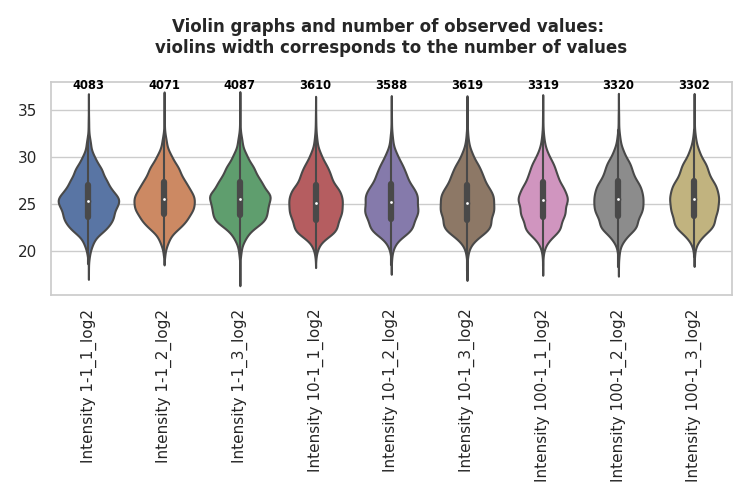 Violin graphs and number of observed values:
violins width corresponds to the number of values
4083 4071 4087 3610 3588 3619 3319 3320 3302
35
30
25
20
Intensity 1-1_1_log2
Intensity 1-1_2_log2
Intensity 1-1_3_log2
Intensity 10-1_1_log2
Intensity 10-1_2_log2
Intensity 10-1_3_log2
Intensity 100-1_1_log2
Intensity 100-1_2_log2
Intensity 100-1_3_log2